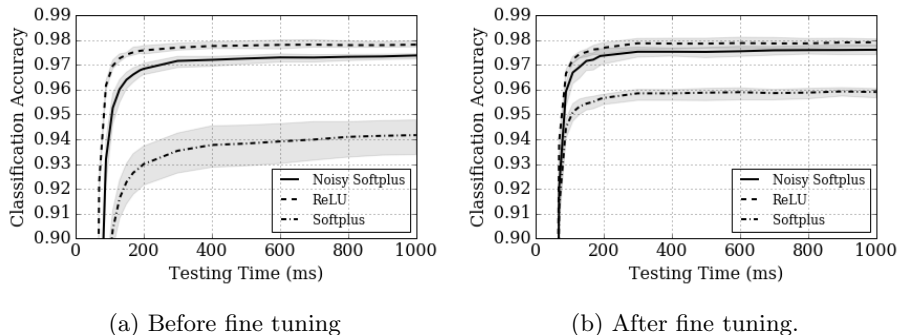 0.99
0.98
0.97
0.96
0.95
0.94
0.93
0.92
0.91
0.90
Classification Accuracy
Noisy Softplus
ReLU
Softplus
0 200 400 600 800 1000
Testing Time (ms)
(a) Before fine tuning
0.99
0.98
0.97
0.96
0.95
0.94
0.93
0.92
0.91
0.90
Classification Accuracy
Noisy Softplus
ReLU
Softplus
0 200 400 600 800 1000
Testing Time (ms)
(b) After fine tuning.